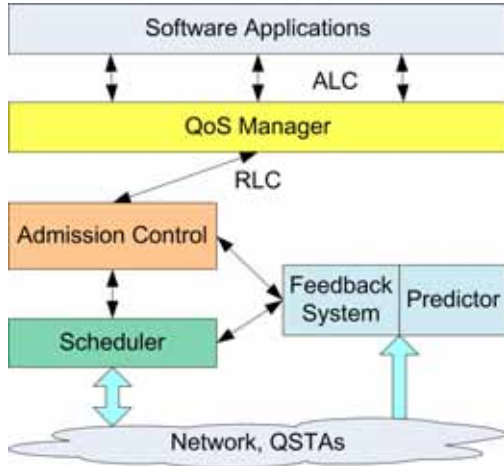 Software Applications
ALC
QoS Manager
RLC
Admission Control
Feedback
System
Predictor
Scheduler
Network, QSTAs